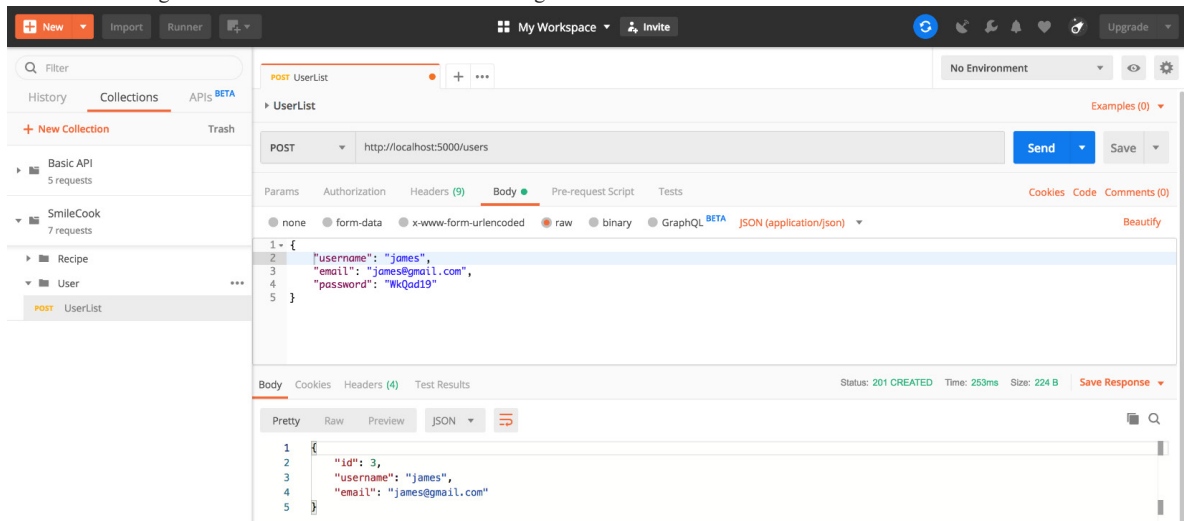 New Import Runner My Workspace Invite Upgrade
Filter
History Collections APIs BETA
+ New Collection Trash
Basic API
5 requests
SmileCook
7 requests
Recipe
User
POST UserList
POST UserList + ••• No Environment
UserList Examples (0)
POST http://localhost:5000/users Send Save
Params Authorization Headers (9) Body Pre-request Script Tests Cookies Code Comments (0)
none form-data x-www-form-urlencoded raw binary GraphQL BETA JSON (application/json) Beautify
1 {
2 "username": "james",
3 "email": "james@gmail.com",
4 "password": "WkQad19"
5 }
Body Cookies Headers (4) Test Results Status: 201 CREATED Time: 253ms Size: 224 B Save Response
Pretty Raw Preview JSON
1 {
2 "id": 3,
3 "username": "james",
4 "email": "james@gmail.com"
5 }